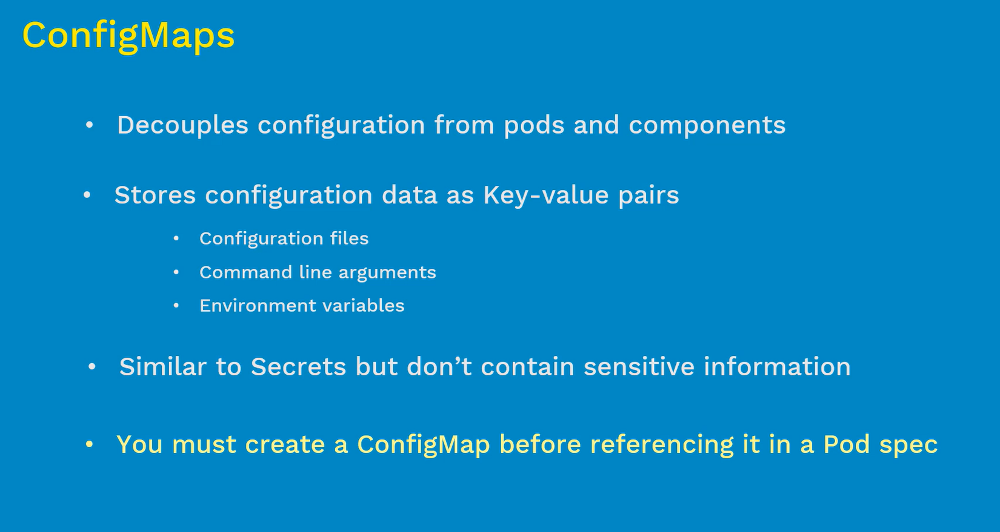 ConfigMaps
• Decouples configuration from pods and components
• Stores configuration data as Key-value pairs
• Configuration files
• Command line arguments
• Environment variables
• Similar to Secrets but don’t contain sensitive information
• You must create a ConfigMap before referencing it in a Pod spec